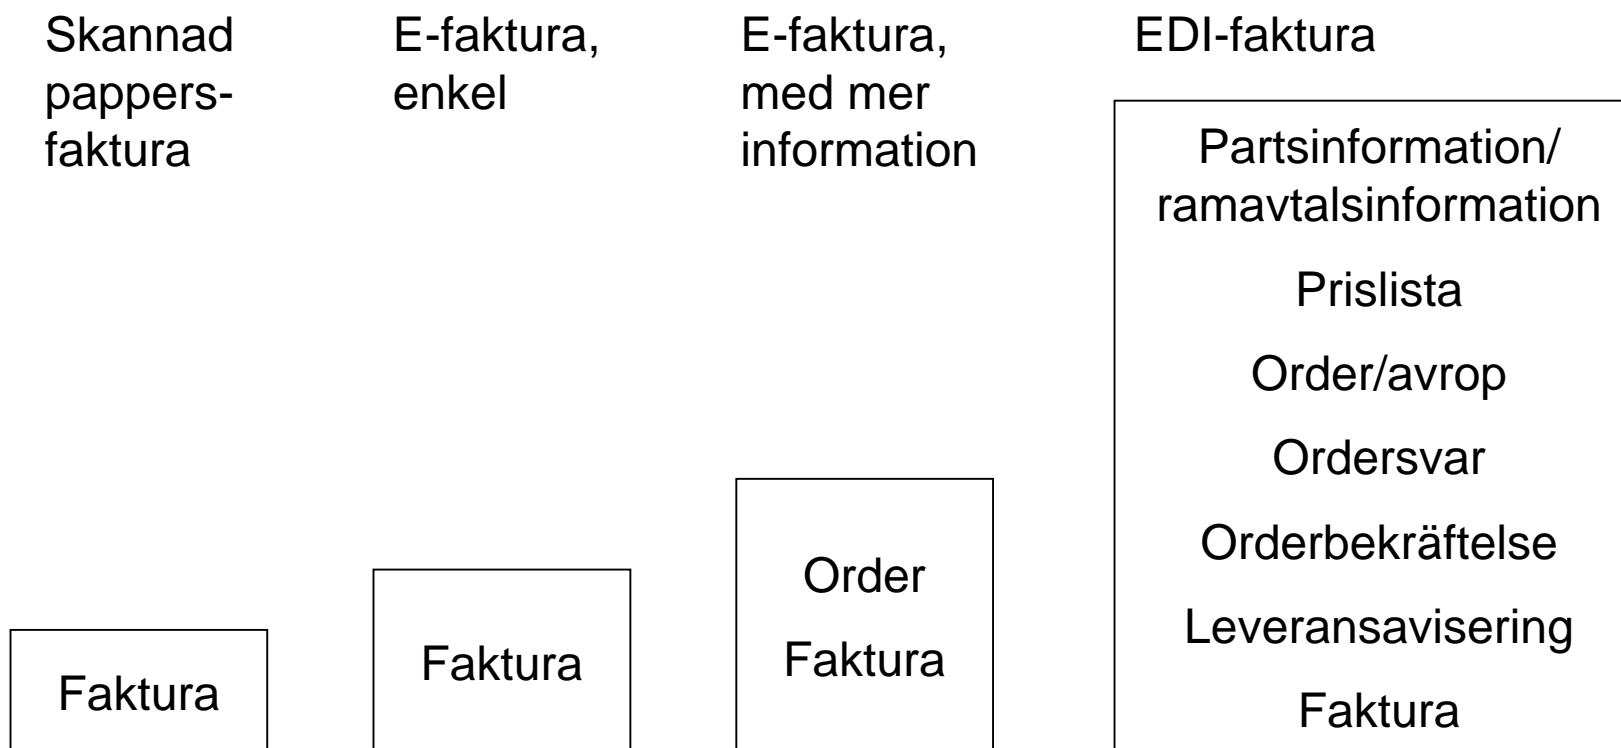 Skannad
pappers-
faktura
E-faktura,
enkel
E-faktura,
med mer
information
EDI-faktura
Faktura
Faktura
Order
Faktura
Partsinformation/
ramavtalsinformation
Prislista
Order/avrop
Ordersvar
Orderbekräftelse
Leveransavisering
Faktura